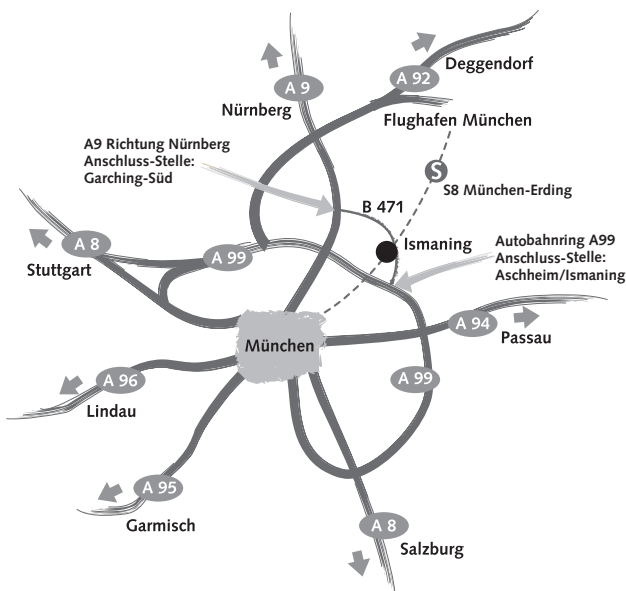 A 92
Deggendorf
A 9
Nürnberg
Flughafen München
A9 Richtung Nürnberg
Anschluss-Stelle:
Garching-Süd
S
S8 München-Erding
B 471
A 8
Stuttgart
A 99
Ismaning
Autobahnring A99
Anschluss-Stelle:
Aschheim/Ismaning
A 94
Passau
München
A 96
Lindau
A 99
A 95
Garmisch
A 8
Salzburg